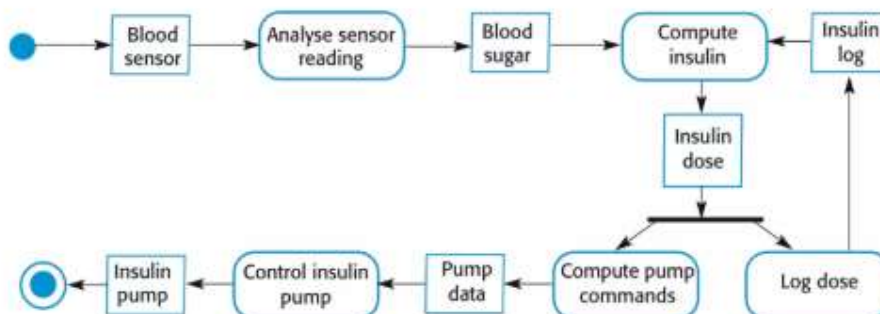 Blood
sensor
Analyse sensor
reading
Blood
sugar
Compute
insulin
Insulin
log
Insulin
dose
Insulin
pump
Control insulin
pump
Pump
data
Compute pump
commands
Log dose